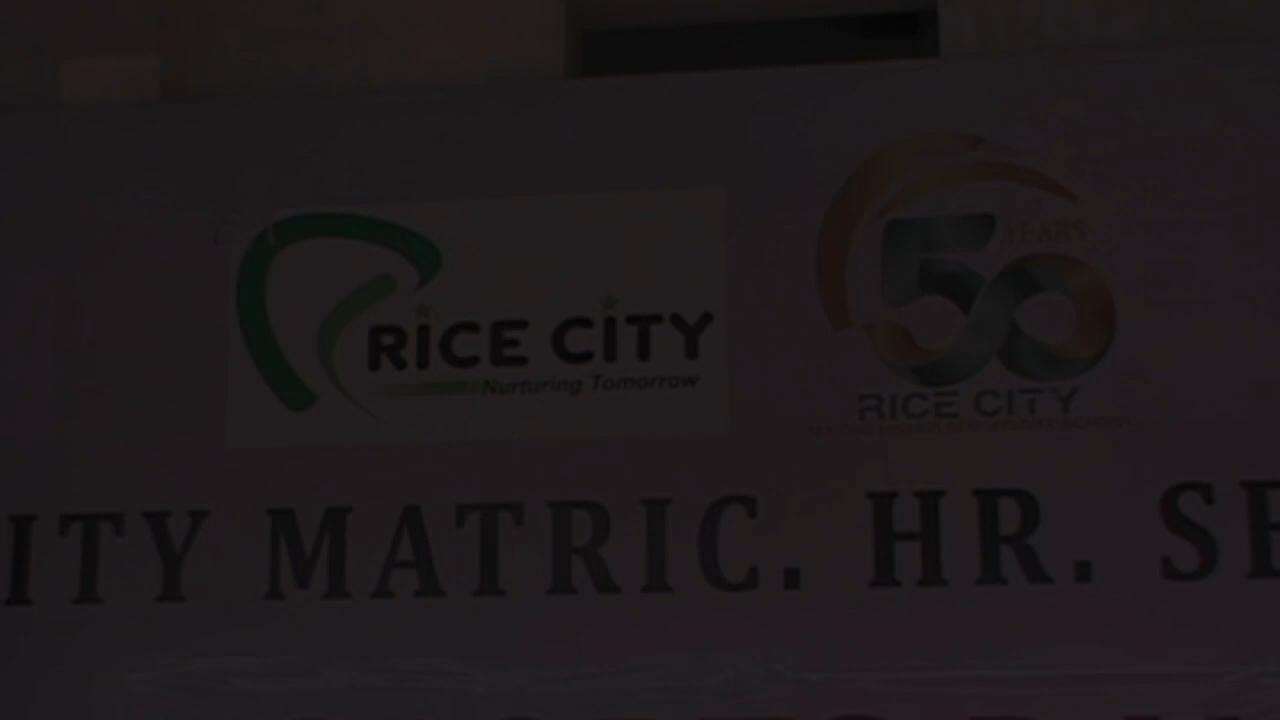 RICE CITY
Nurturing Tomorrow
50 YEARS
RICE CITY
ITY MATRIC. HR. SE